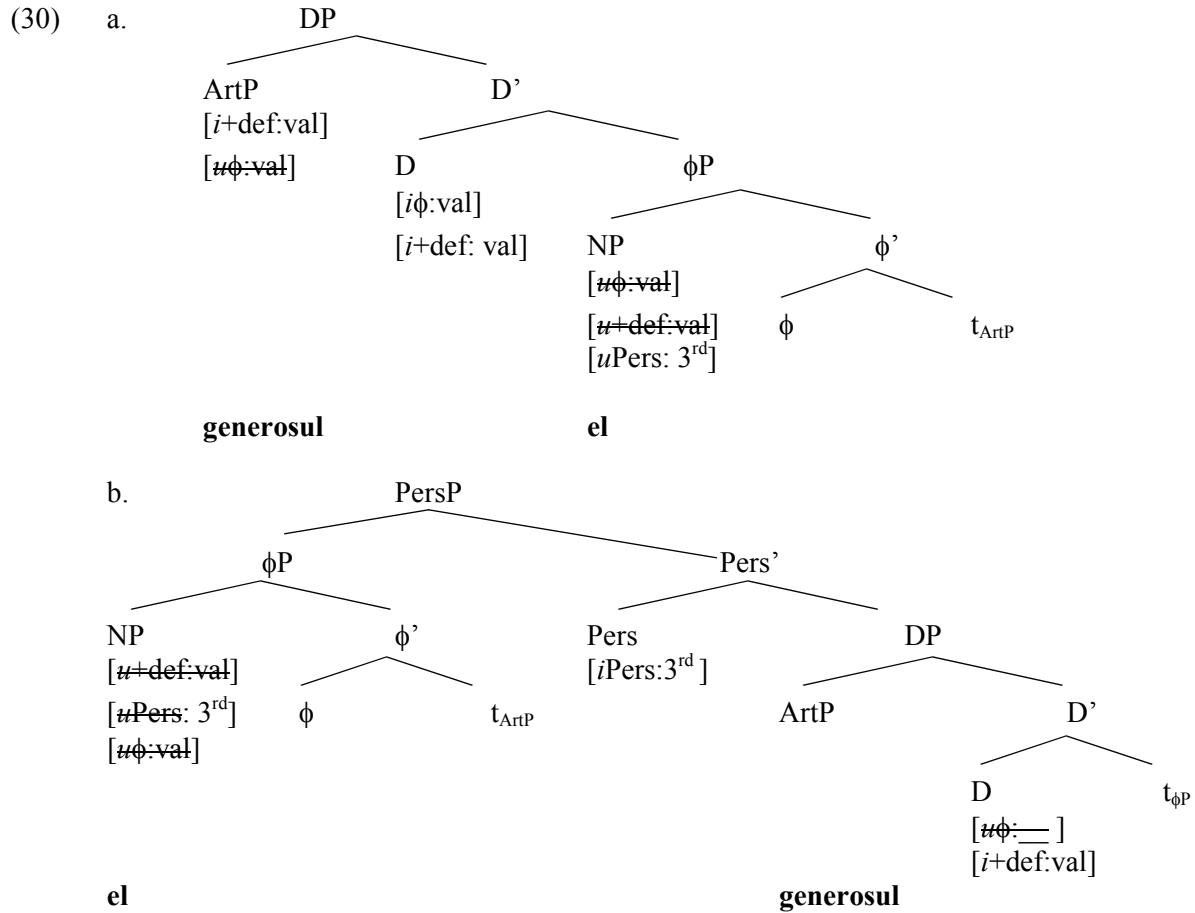 (30) a. DP
ArtP D’
[i+def:val]
[uϕ:val] D ϕP
[iϕ:val]
[i+def: val] NP ϕ’
[uϕ:val]
[u+def:val] ϕ tArtP
[uPers: 3rd]
generosul el
b. PersP
ϕP Pers’
NP ϕ’ Pers DP
[u+def:val] [iPers:3rd ]
[uPers: 3rd] ϕ tArtP ArtP D’
[uϕ:val]
D tϕP
[uϕ:__ ]
[i+def:val]
el generosul